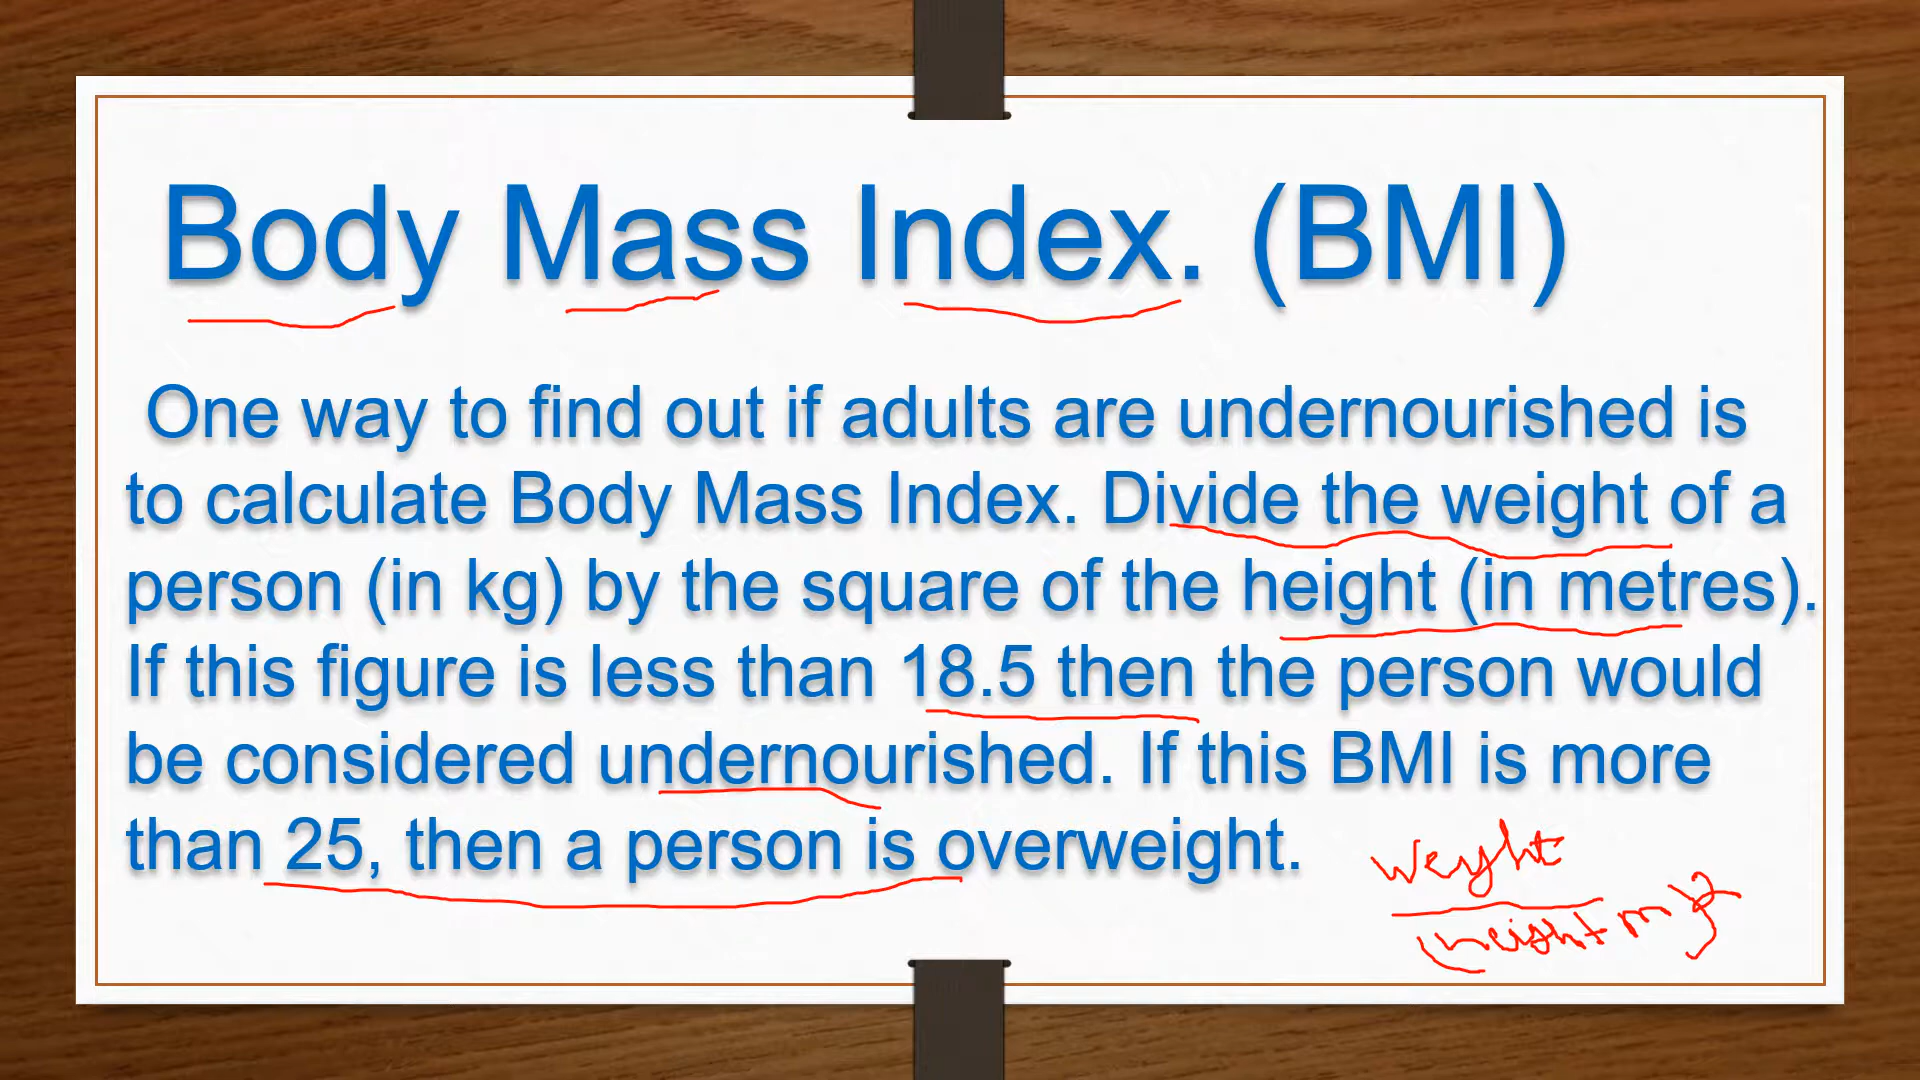 Body Mass Index. (BMI)
One way to find out if adults are undernourished is
to calculate Body Mass Index. Divide the weight of a
person (in kg) by the square of the height (in metres).
If this figure is less than 18.5 then the person would
be considered undernourished. If this BMI is more
than 25, then a person is overweight.
weyht
(height m)2